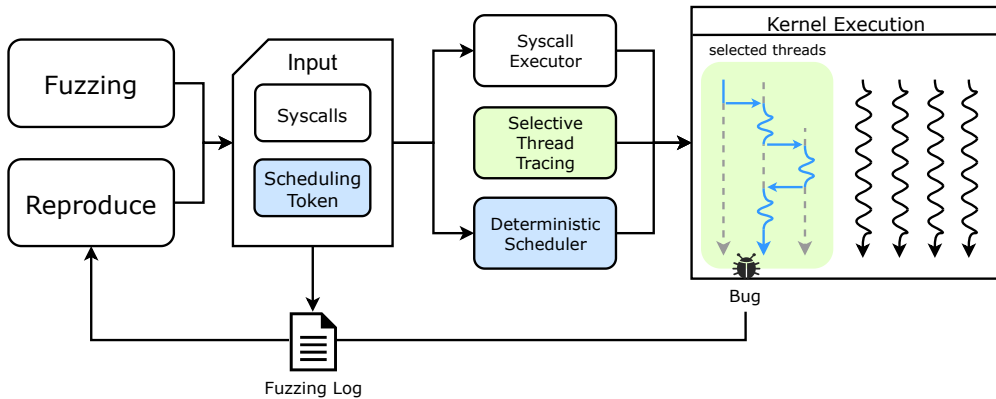 Fuzzing
Reproduce
Input
Syscalls
Scheduling
Token
Syscall
Executor
Selective
Thread
Tracing
Deterministic
Scheduler
Kernel Execution
selected threads
Bug
Fuzzing Log